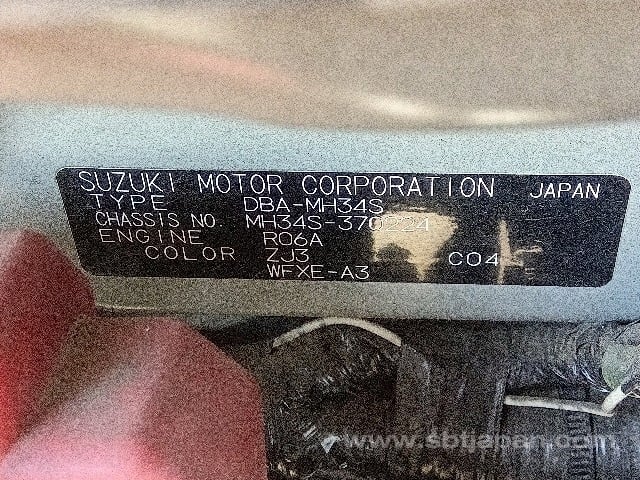 SUZUKI MOTOR CORPORATION JAPAN
TYPE DBA-MH34S
CHASSIS NO. MH34S-370224
ENGINE R06A
COLOR ZJ3 C04
WFXE-A3
www.sbtjapan.com